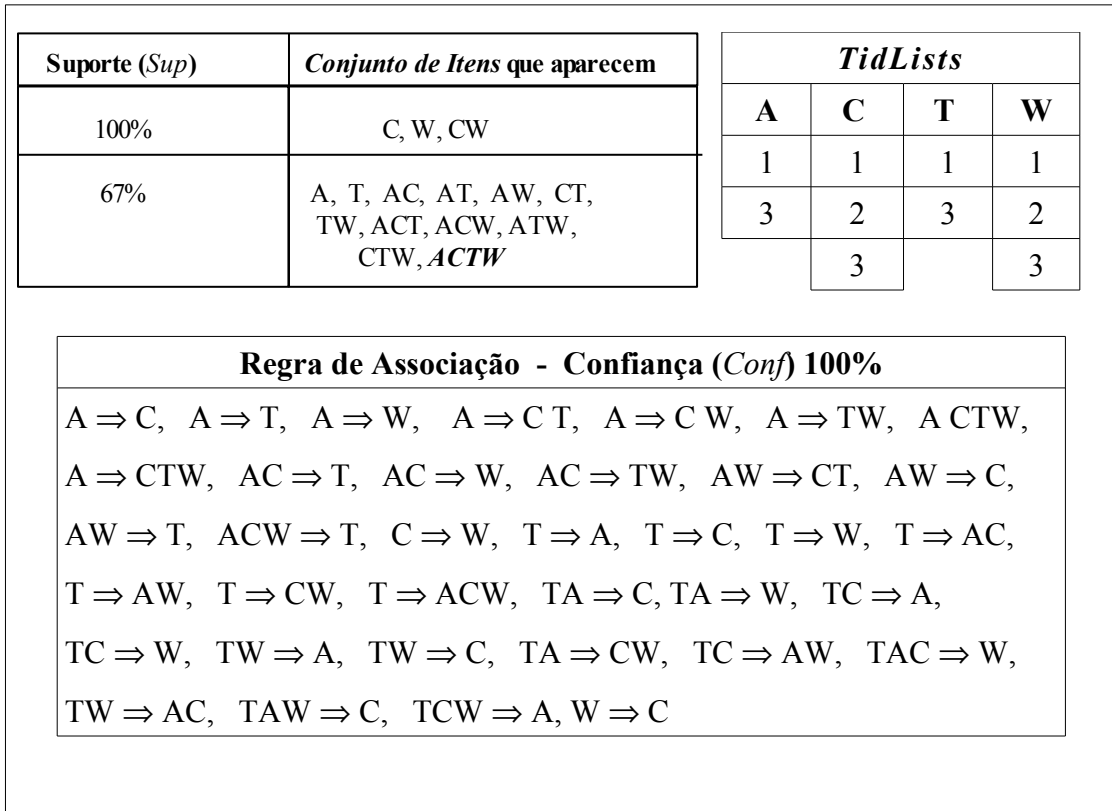 Suporte (Sup) Conjunto de Itens que aparecem
100% C, W, CW
67% A, T, AC, AT, AW, CT,
TW, ACT, ACW, ATW,
CTW, ACTW
TidLists
A C T W
1 1 1 1
3 2 3 2
3 3
Regra de Associação - Confiança (Conf) 100%
A ⇒ C, A ⇒ T, A ⇒ W, A ⇒ C T, A ⇒ C W, A ⇒ TW, A CTW,
A ⇒ CTW, AC ⇒ T, AC ⇒ W, AC ⇒ TW, AW ⇒ CT, AW ⇒ C,
AW ⇒ T, ACW ⇒ T, C ⇒ W, T ⇒ A, T ⇒ C, T ⇒ W, T ⇒ AC,
T ⇒ AW, T ⇒ CW, T ⇒ ACW, TA ⇒ C, TA ⇒ W, TC ⇒ A,
TC ⇒ W, TW ⇒ A, TW ⇒ C, TA ⇒ CW, TC ⇒ AW, TAC ⇒ W,
TW ⇒ AC, TAW ⇒ C, TCW ⇒ A, W ⇒ C